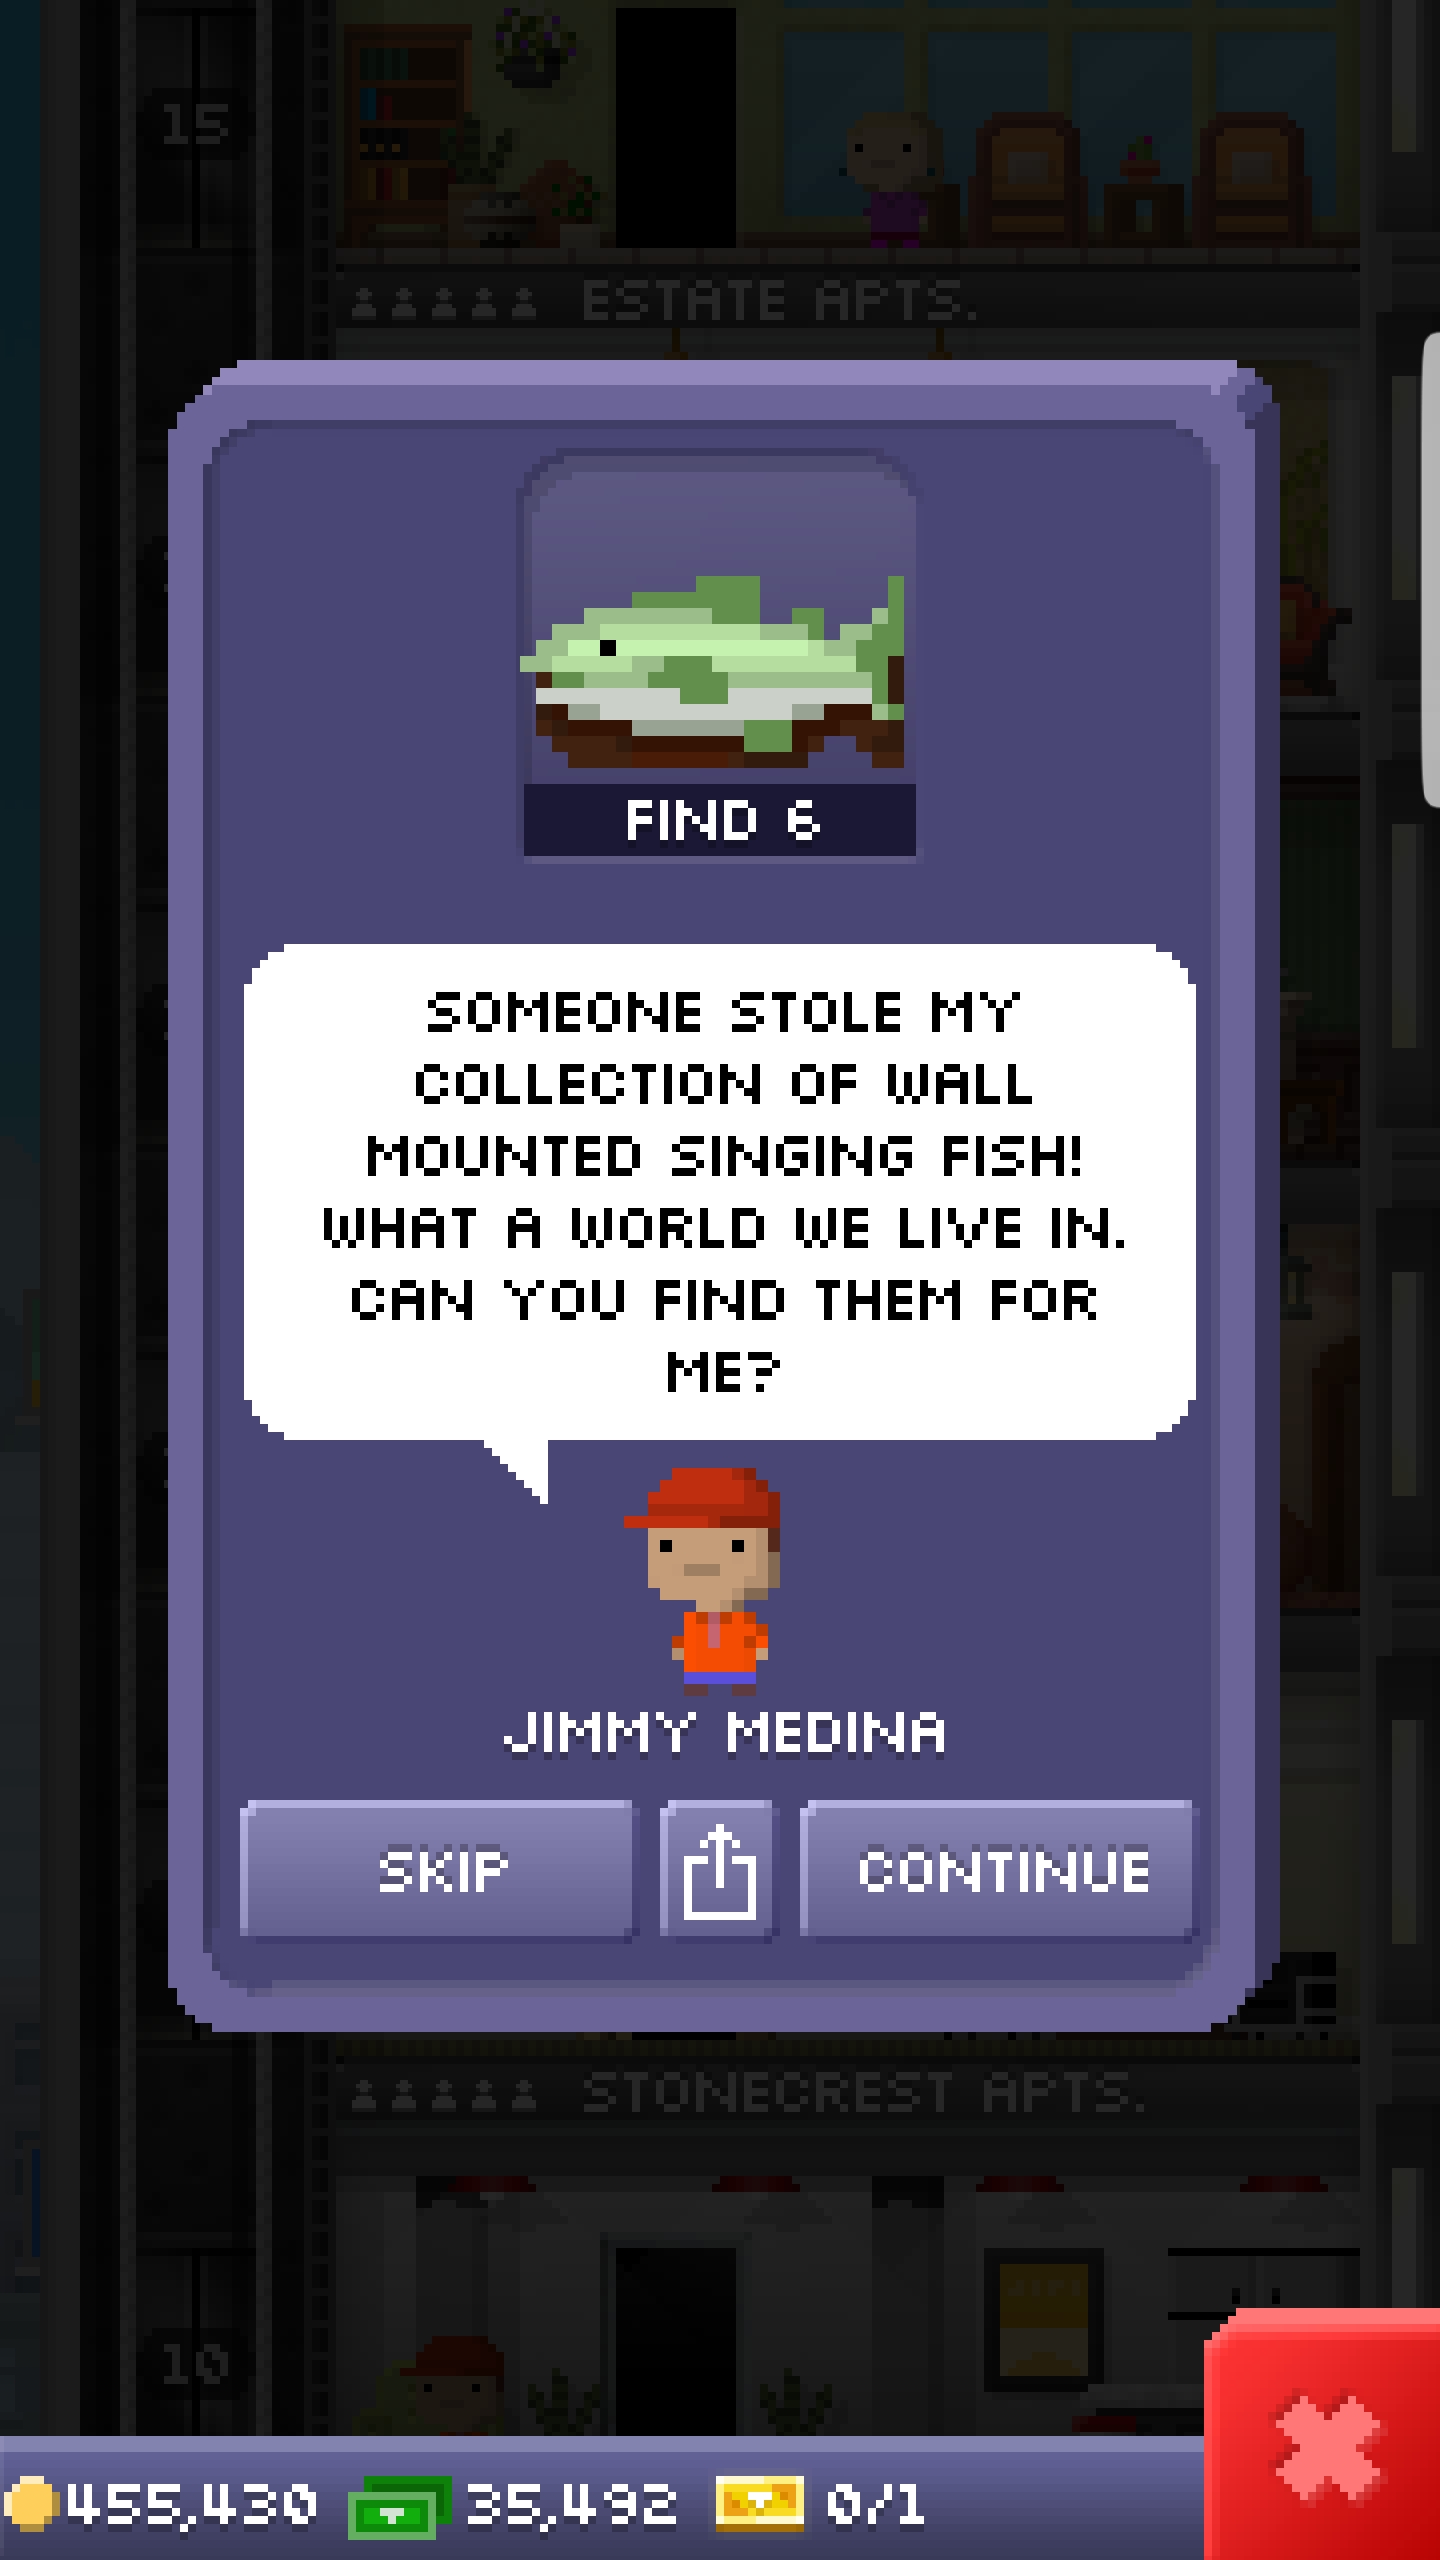 15
ESTATE APTS.
FIND 6
SOMEONE STOLE MY
COLLECTION OF WALL
MOUNTED SINGING FISH!
WHAT A WORLD WE LIVE IN.
CAN YOU FIND THEM FOR
ME?
JIMMY MEDINA
SKIP
CONTINUE
STONECREST APTS.
10
455,430
35,492
0/1